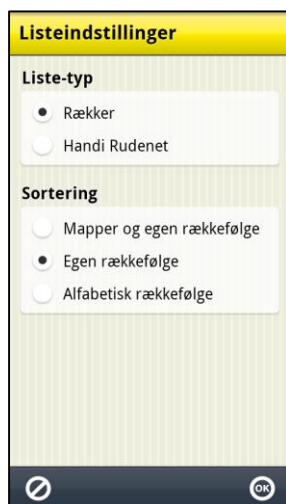 Listeindstillinger
Liste-typ
Rækker
Handi Rudenet
Sortering
Mapper og egen rækkefølge
Egen rækkefølge
Alfabetisk rækkefølge
OK